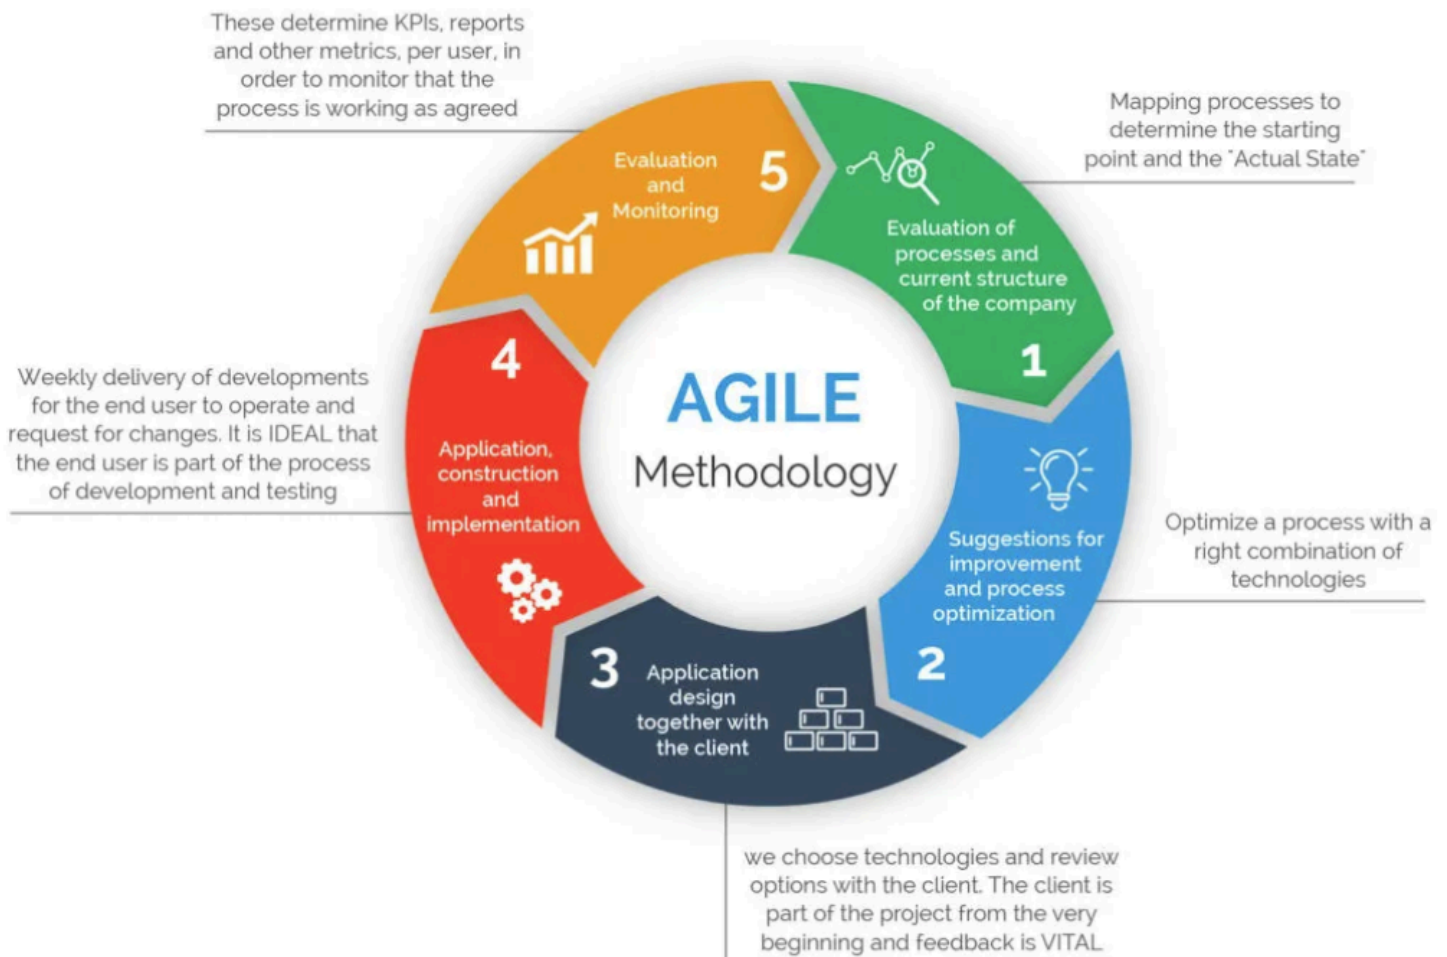 These determine KPIs, reports
and other metrics, per user, in
order to monitor that the
process is working as agreed
Mapping processes to
determine the starting
point and the "Actual State"
Evaluation
and
Monitoring
5
Evaluation of
processes and
current structure
of the company
1
4
Application,
construction
and
implementation
Weekly delivery of developments
for the end user to operate and
request for changes. It is IDEAL that
the end user is part of the process
of development and testing
AGILE
Methodology
Suggestions for
improvement
and process
optimization
2
Optimize a process with a
right combination of
technologies
3
Application
design
together with
the client
we choose technologies and review
options with the client. The client is
part of the project from the very
beginning and feedback is VITAL